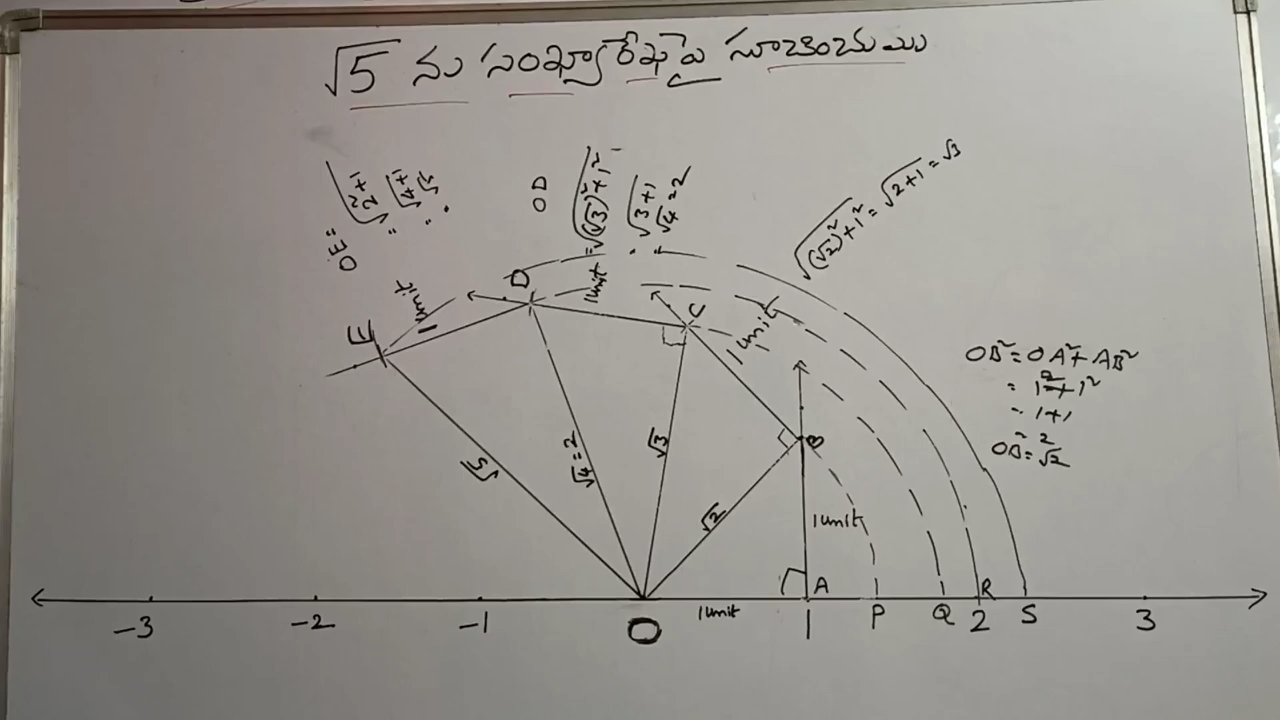 √5 ను సంఖ్యారేఖపై సూచించుము
OE = √2²+1
= √4+1
= √5
OD
= √(√3)²+1²
= √3+1
= √4 = 2
√(√2)²+1² = √2+1 = √3
OB² = OA² + AB²
= 1² + 1²
= 1+1
OB² = 2
OB = √2
E
1 unit
D
1 unit
C
1 unit
B
√5
√4 = 2
√3
√2
1 unit
A
R
-3
-2
-1
O
1 unit
1
P
Q
2
S
3